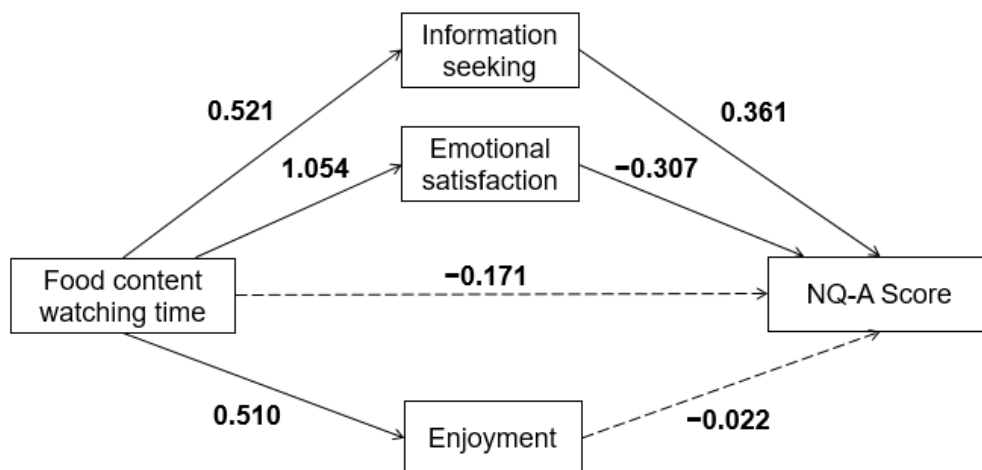 Information
seeking
0.521
0.361
Emotional
satisfaction
1.054
−0.307
Food content
watching time
−0.171
NQ-A Score
0.510
Enjoyment
−0.022